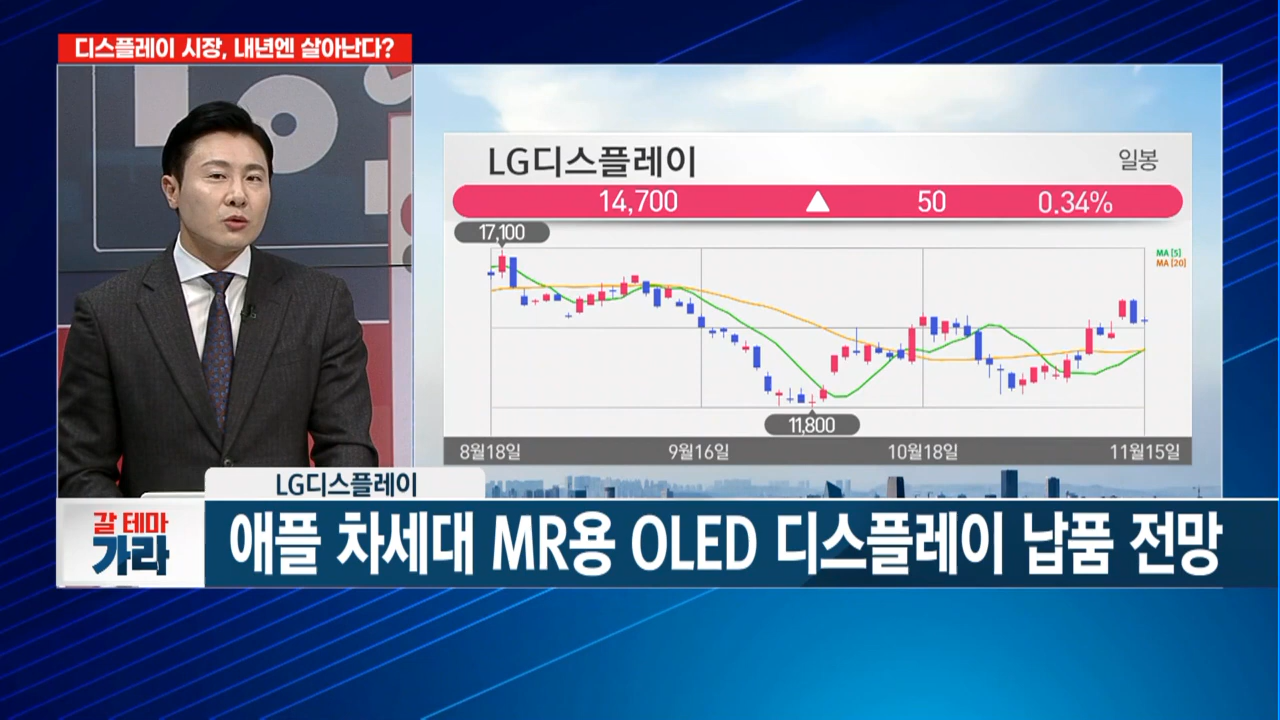 디스플레이 시장, 내년엔 살아난다?
LG디스플레이
일봉
14,700 ▲ 50 0.34%
17,100
MA [5]
MA [20]
11,800
8월18일 9월16일 10월18일 11월15일
LG디스플레이
갈 테마
가라
애플 차세대 MR용 OLED 디스플레이 납품 전망